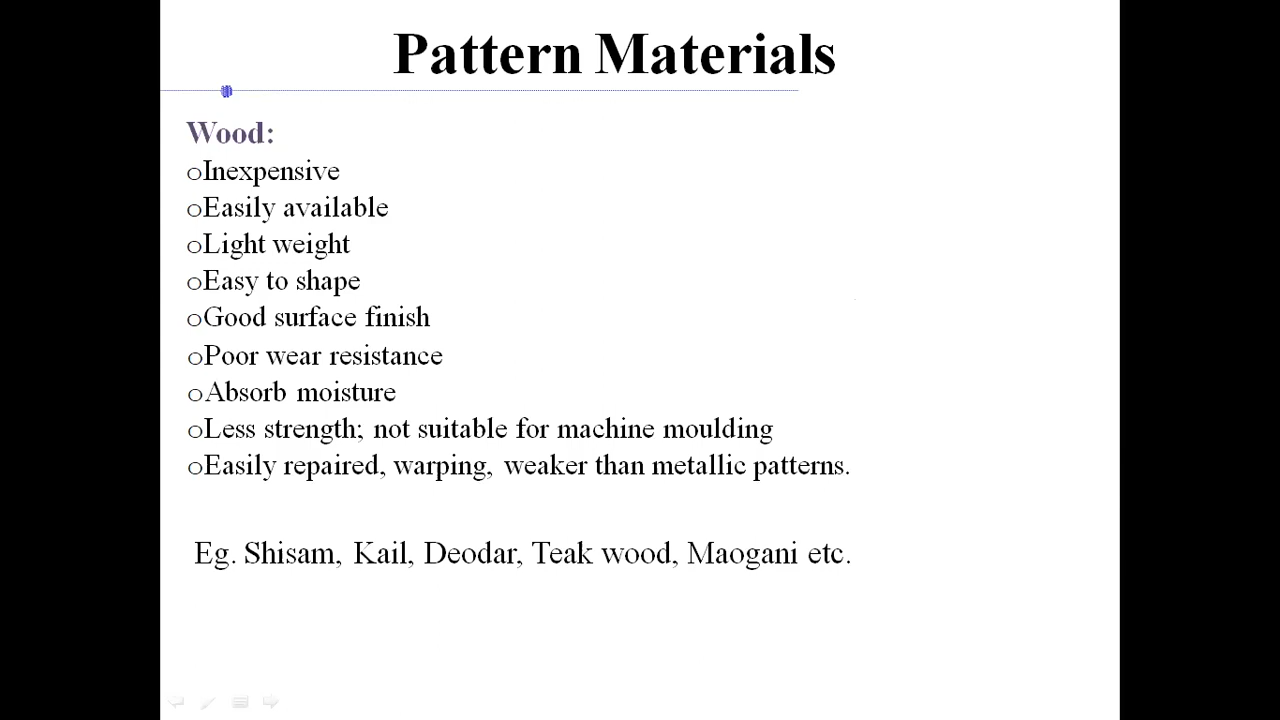 Pattern Materials
Wood:
oInexpensive
oEasily available
oLight weight
oEasy to shape
oGood surface finish
oPoor wear resistance
oAbsorb moisture
oLess strength; not suitable for machine moulding
oEasily repaired, warping, weaker than metallic patterns.
Eg. Shisam, Kail, Deodar, Teak wood, Maogani etc.